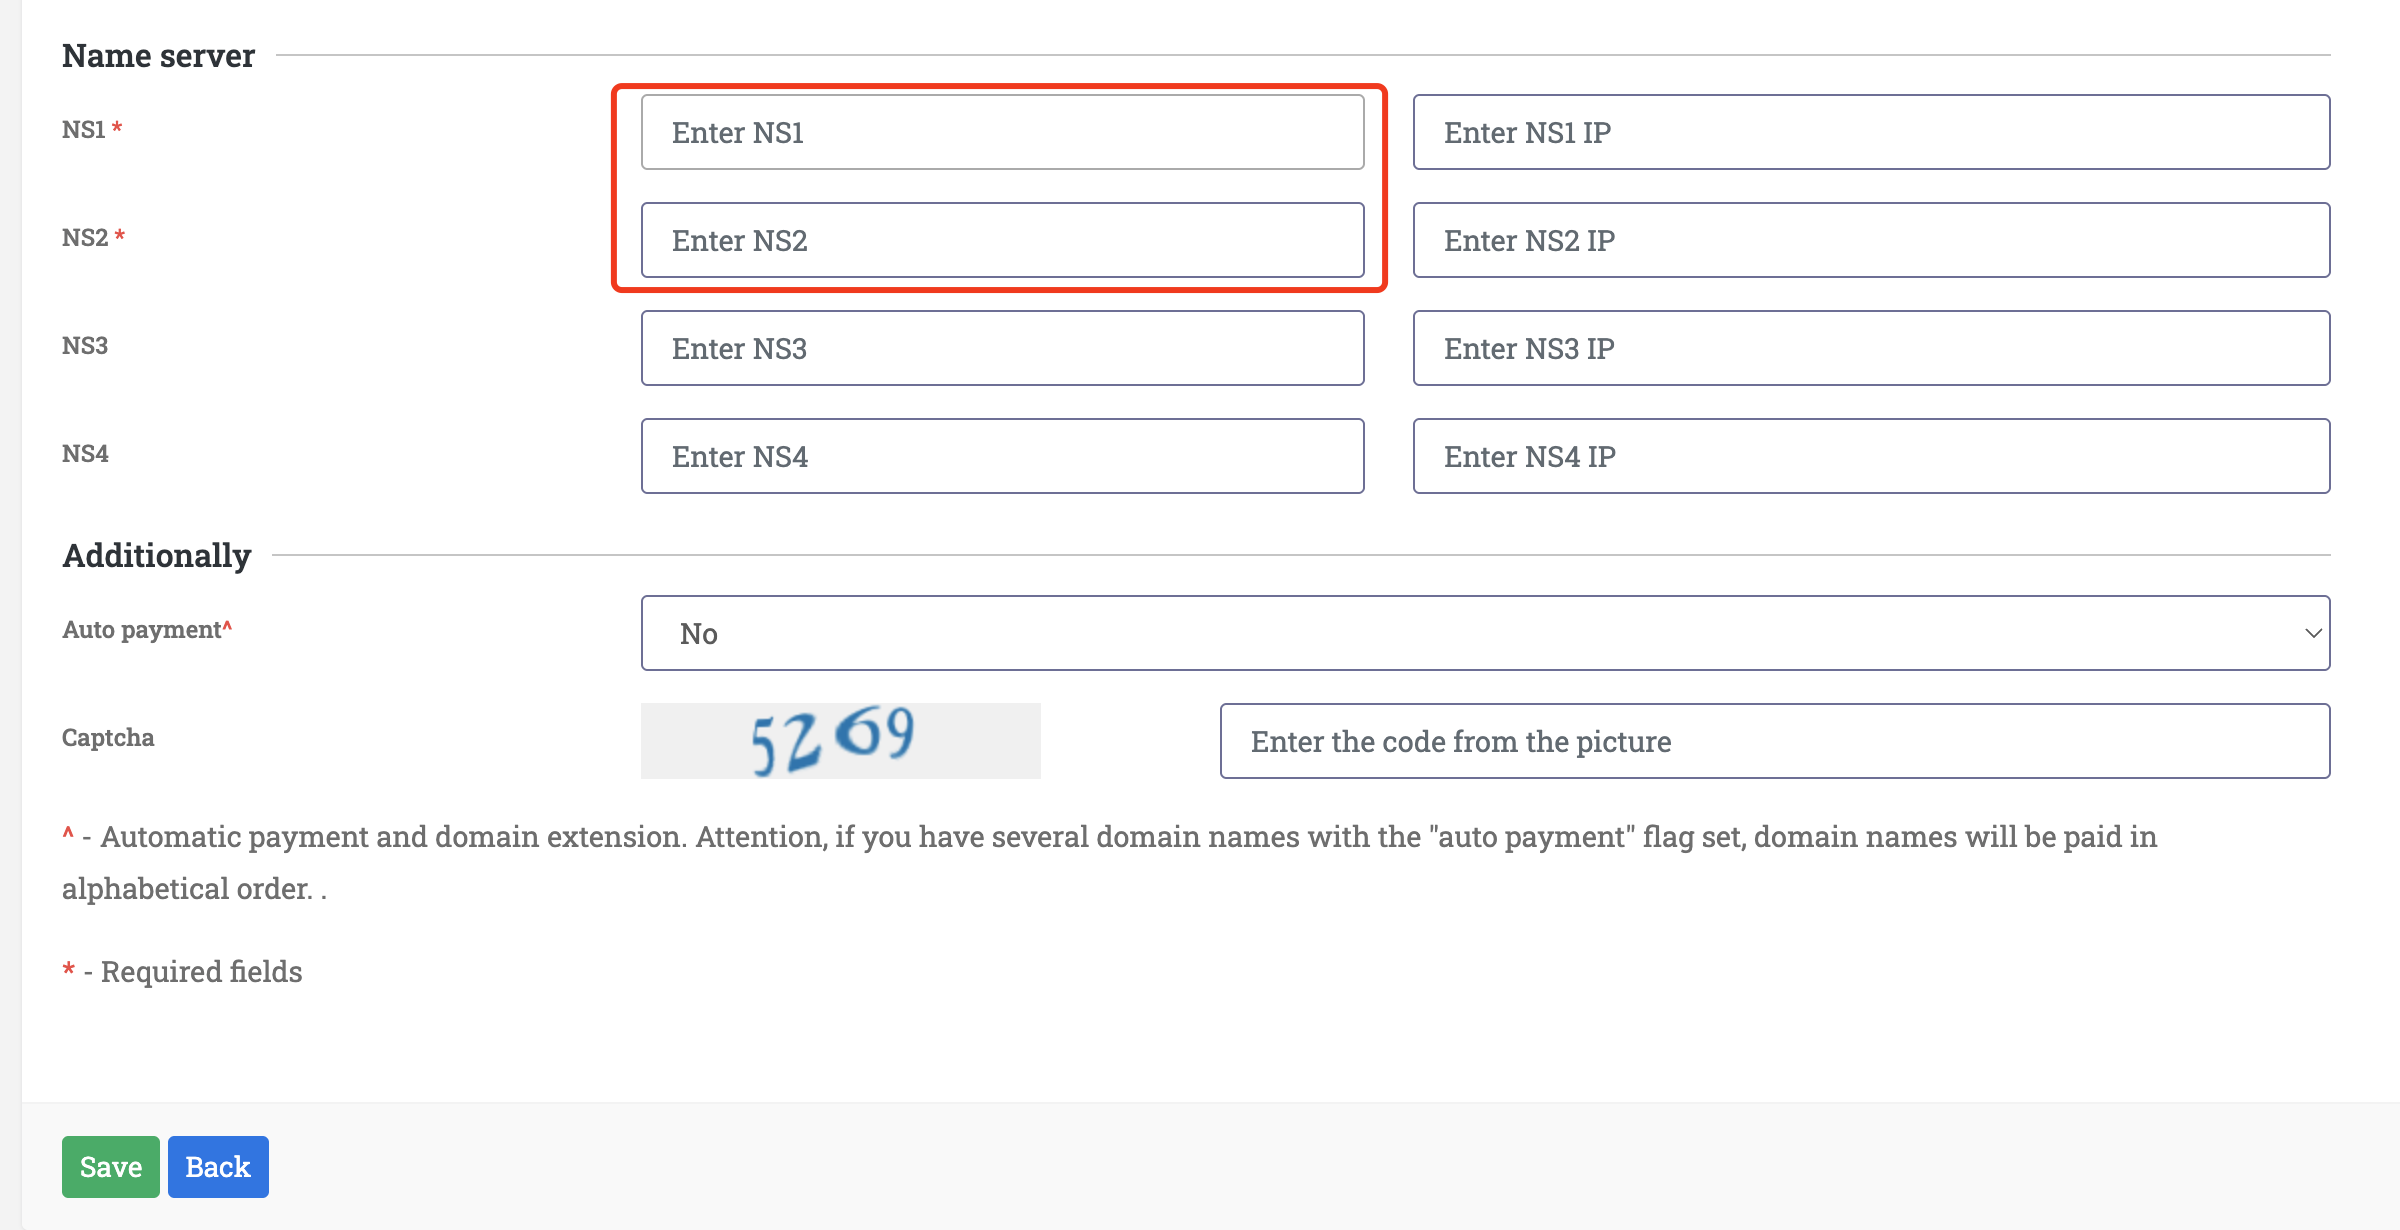 Name server
NS1 *
Enter NS1
Enter NS1 IP
NS2 *
Enter NS2
Enter NS2 IP
NS3
Enter NS3
Enter NS3 IP
NS4
Enter NS4
Enter NS4 IP
Additionally
Auto payment^
No
Captcha
5269
Enter the code from the picture
^ - Automatic payment and domain extension. Attention, if you have several domain names with the "auto payment" flag set, domain names will be paid in
alphabetical order. .
* - Required fields
Save
Back